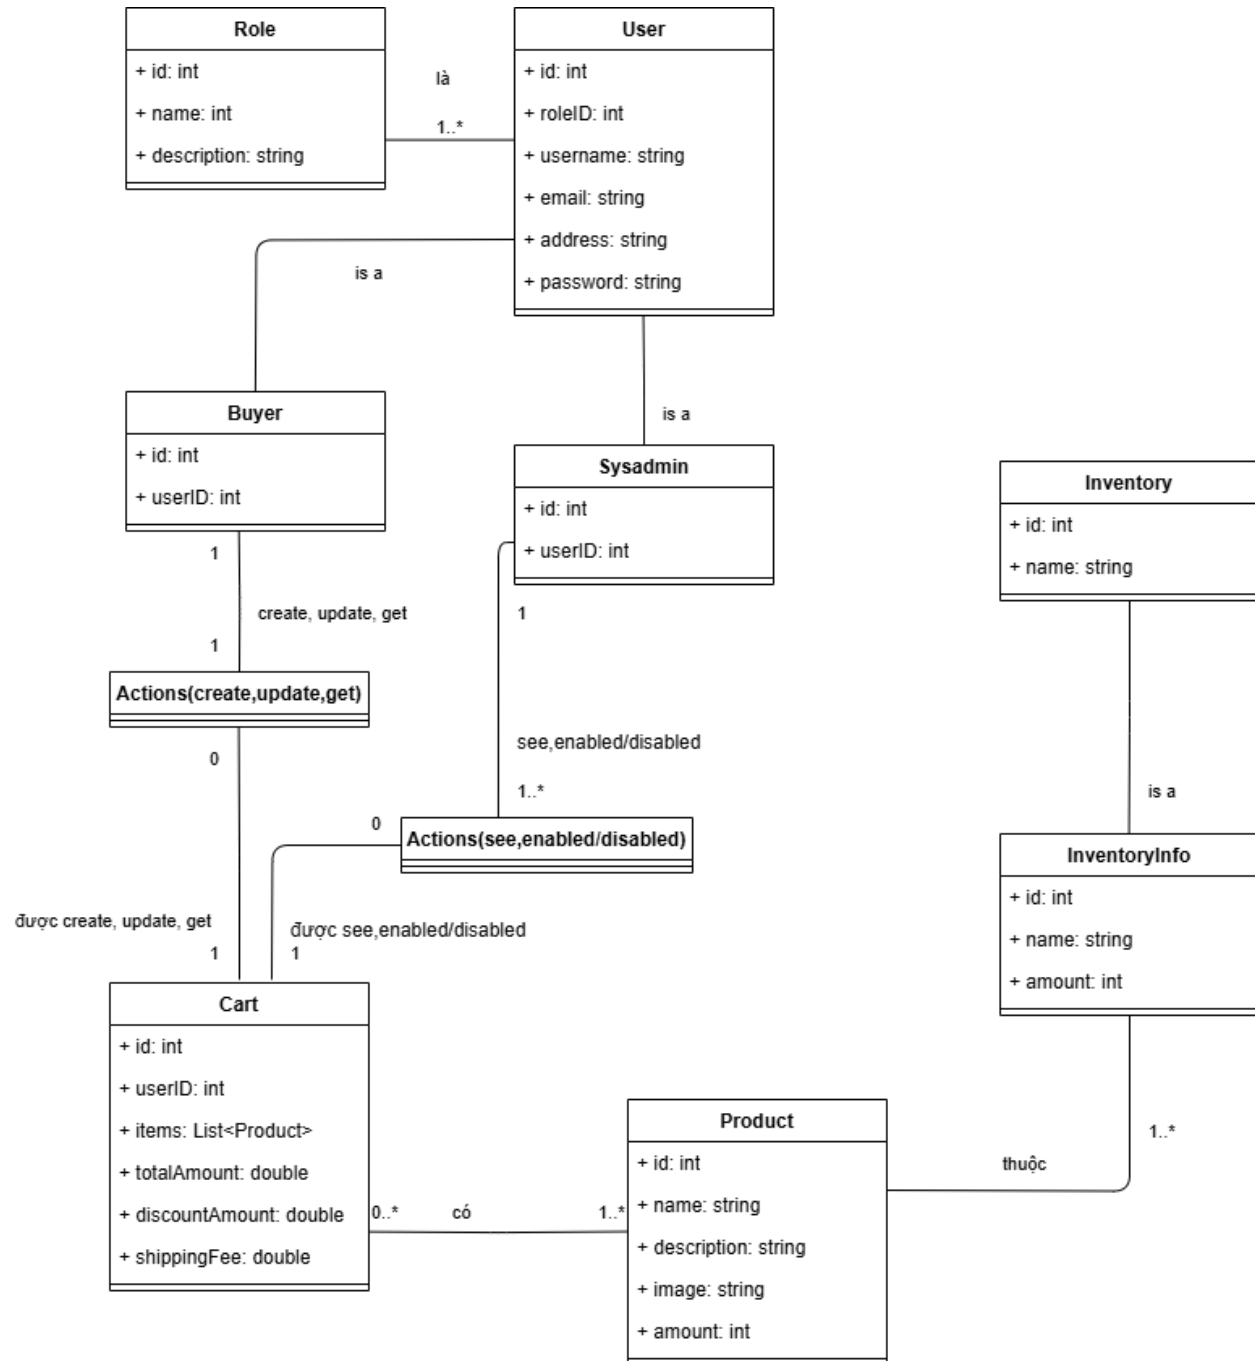 Role
+ id: int
+ name: int
+ description: string
là
1..*
User
+ id: int
+ roleID: int
+ username: string
+ email: string
+ address: string
+ password: string
is a
is a
Buyer
+ id: int
+ userID: int
1
create, update, get
1
Actions(create,update,get)
0
được create, update, get
1
Sysadmin
+ id: int
+ userID: int
1
see,enabled/disabled
1..*
Actions(see,enabled/disabled)
0
được see,enabled/disabled
1
Inventory
+ id: int
+ name: string
is a
InventoryInfo
+ id: int
+ name: string
+ amount: int
1..*
thuộc
Cart
+ id: int
+ userID: int
+ items: List<Product>
+ totalAmount: double
+ discountAmount: double
+ shippingFee: double
0..*
có
1..*
Product
+ id: int
+ name: string
+ description: string
+ image: string
+ amount: int